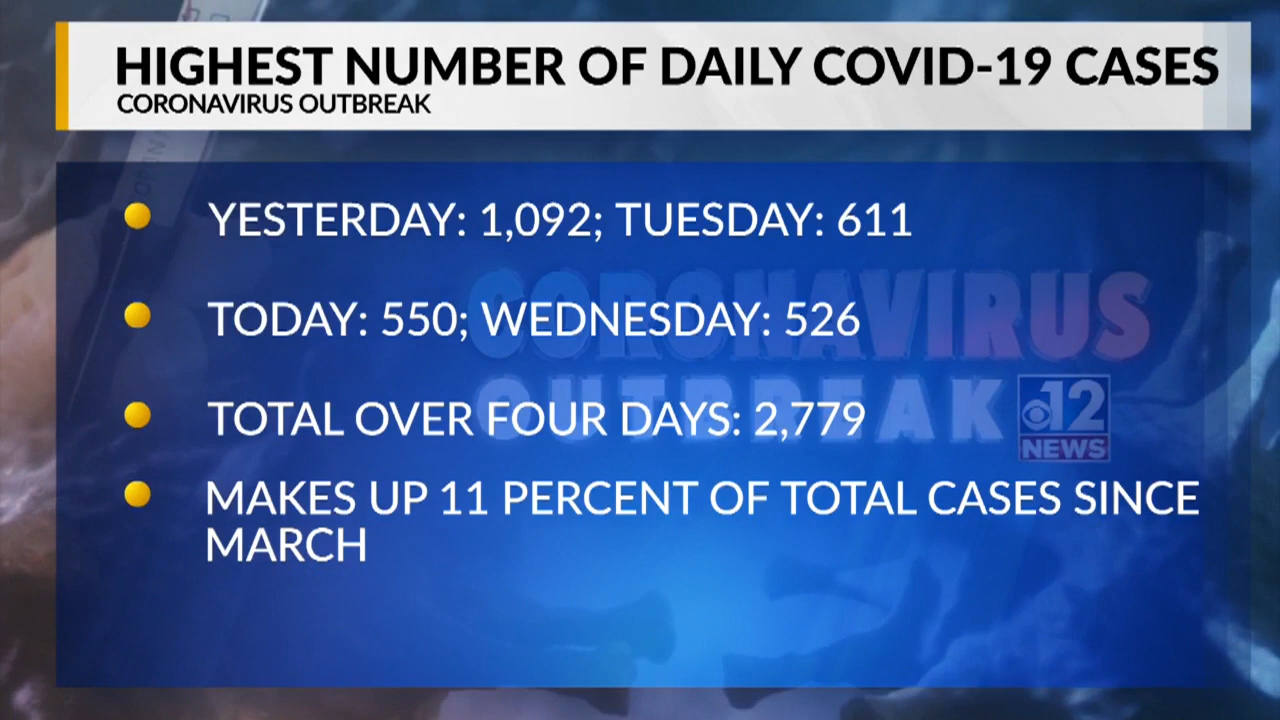 HIGHEST NUMBER OF DAILY COVID-19 CASES
CORONAVIRUS OUTBREAK
YESTERDAY: 1,092; TUESDAY: 611
TODAY: 550; WEDNESDAY: 526
TOTAL OVER FOUR DAYS: 2,779
MAKES UP 11 PERCENT OF TOTAL CASES SINCE
MARCH
CORONAVIRUS
OUTBREAK
12
NEWS